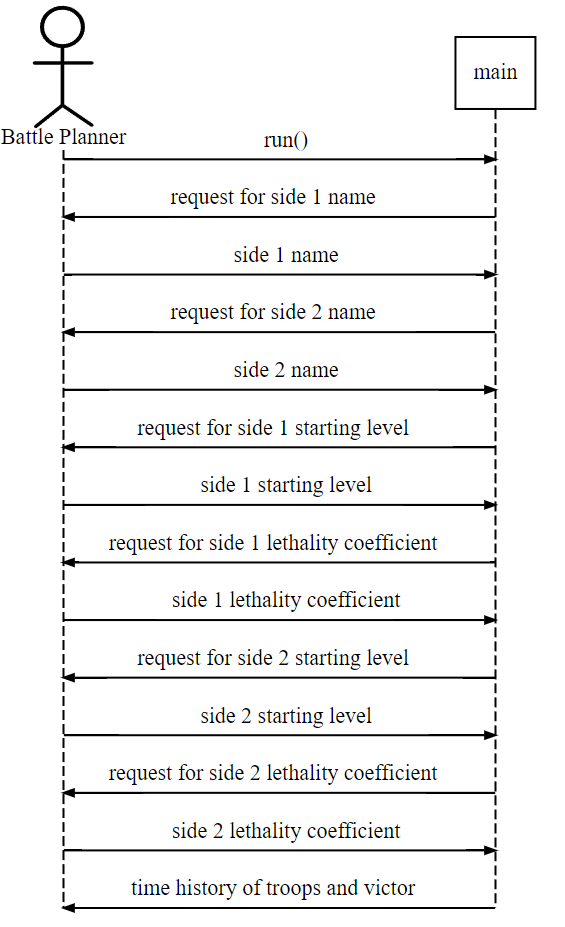 main
Battle Planner
run()
request for side 1 name
side 1 name
request for side 2 name
side 2 name
request for side 1 starting level
side 1 starting level
request for side 1 lethality coefficient
side 1 lethality coefficient
request for side 2 starting level
side 2 starting level
request for side 2 lethality coefficient
side 2 lethality coefficient
time history of troops and victor